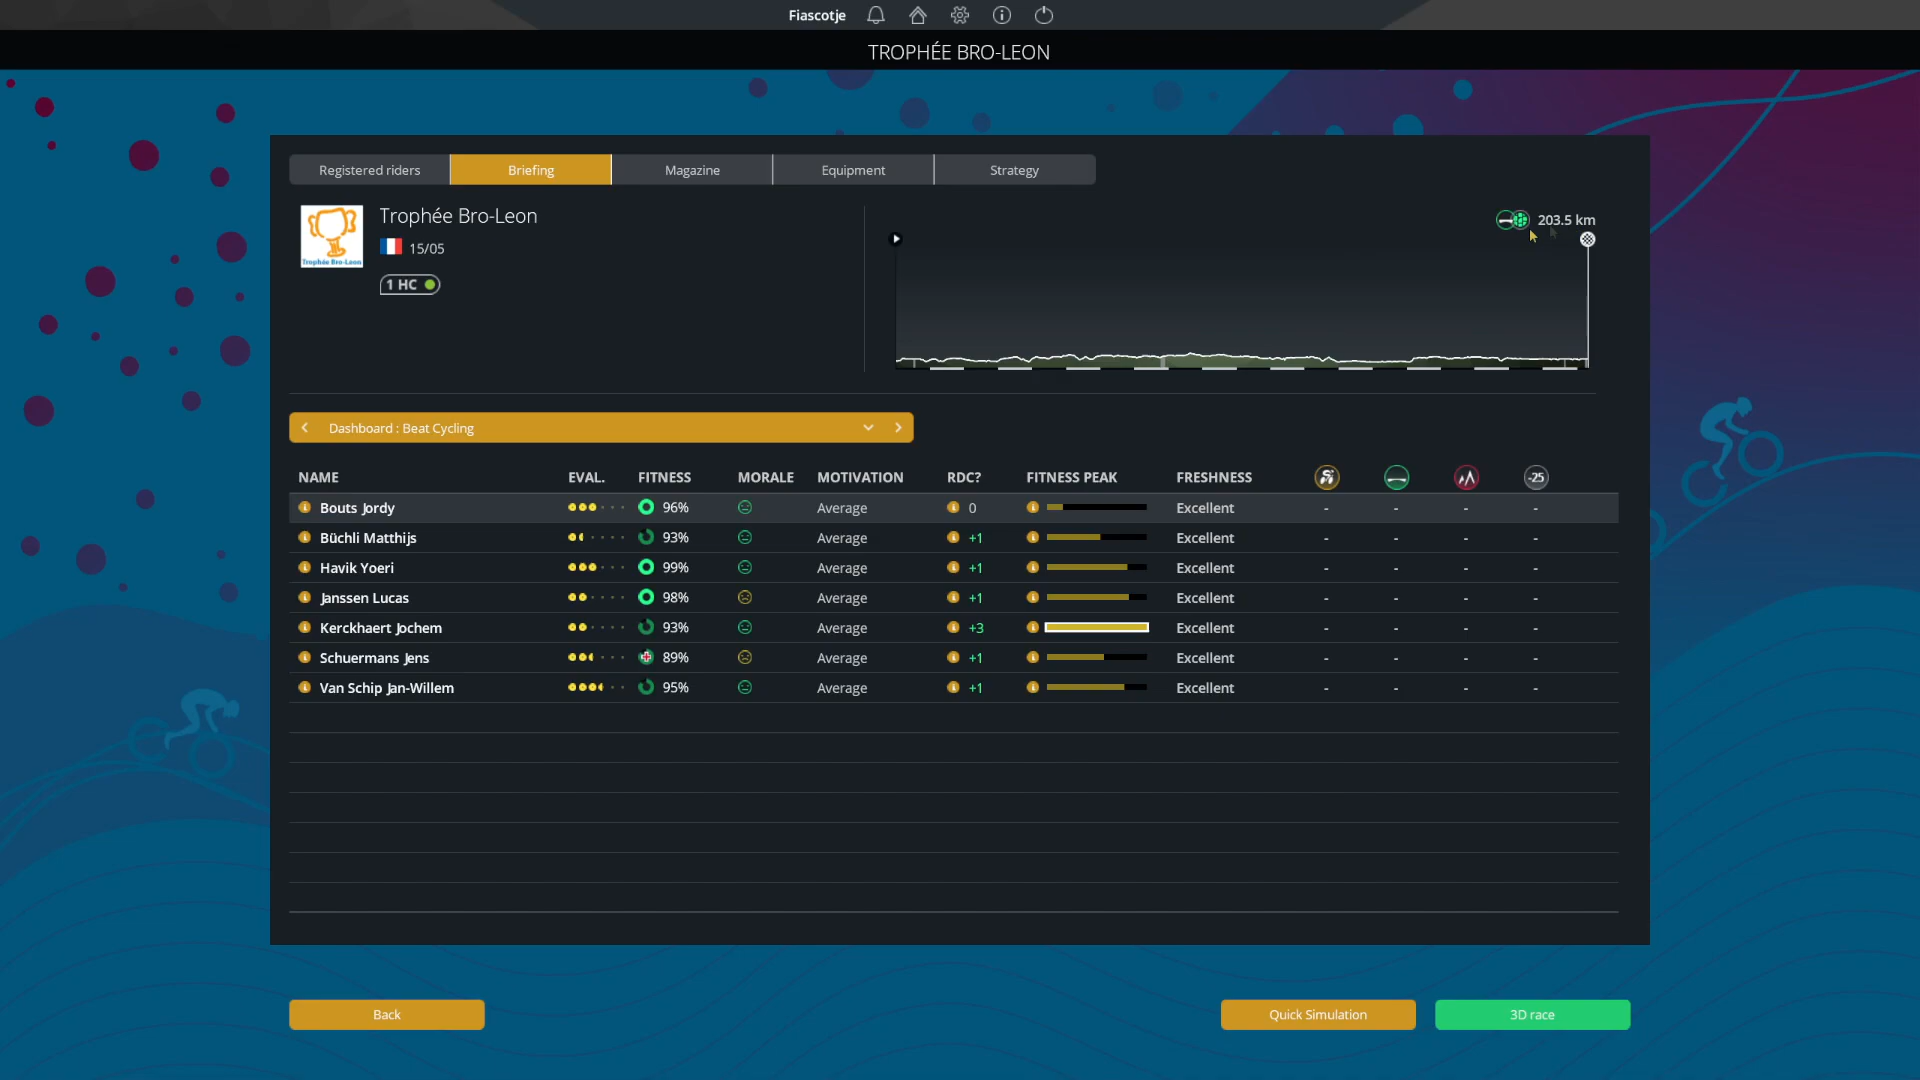 Fiascotje
TROPHÉE BRO-LEON
Registered riders Briefing Magazine Equipment Strategy
Trophée Bro-Leon
15/05
1 HC
Trophée Bro-Leon
203.5 km
Dashboard : Beat Cycling
NAME EVAL. FITNESS MORALE MOTIVATION RDC? FITNESS PEAK FRESHNESS -25
Bouts Jordy 96% Average 0 Excellent - - - -
Büchli Matthijs 93% Average +1 Excellent - - - -
Havik Yoeri 99% Average +1 Excellent - - - -
Janssen Lucas 98% Average +1 Excellent - - - -
Kerckhaert Jochem 93% Average +3 Excellent - - - -
Schuermans Jens 89% Average +1 Excellent - - - -
Van Schip Jan-Willem 95% Average +1 Excellent - - - -
Back Quick Simulation 3D race